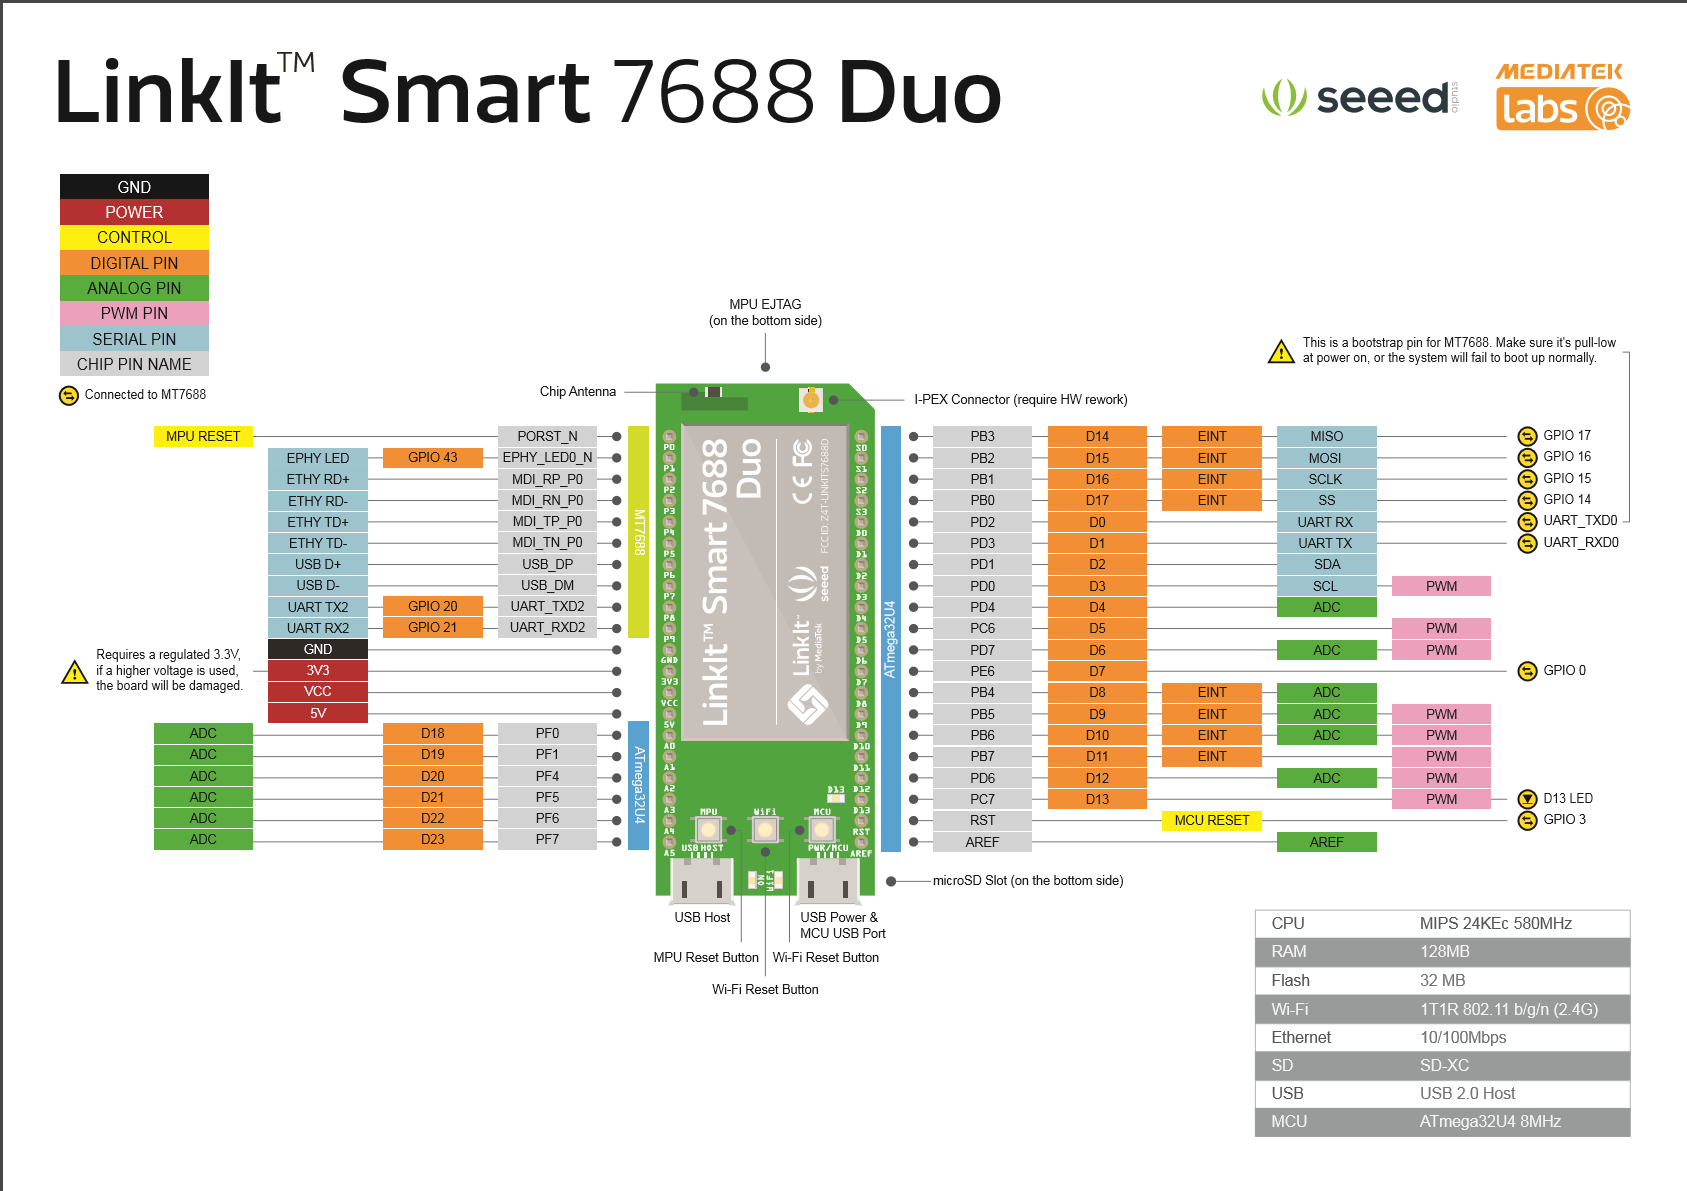 LinkIt™ Smart 7688 Duo
seeed studio
MEDIATEK
labs
GND
POWER
CONTROL
DIGITAL PIN
ANALOG PIN
PWM PIN
SERIAL PIN
CHIP PIN NAME
Connected to MT7688
MPU EJTAG
(on the bottom side)
This is a bootstrap pin for MT7688. Make sure it's pull-low
at power on, or the system will fail to boot up normally.
Chip Antenna
I-PEX Connector (require HW rework)
MPU RESET PORST_N
EPHY LED GPIO 43 EPHY_LED0_N
ETHY RD+ MDI_RP_P0
ETHY RD- MDI_RN_P0
ETHY TD+ MDI_TP_P0
ETHY TD- MDI_TN_P0
USB D+ USB_DP
USB D- USB_DM
UART TX2 GPIO 20 UART_TXD2
UART RX2 GPIO 21 UART_RXD2
GND
3V3
VCC
5V
Requires a regulated 3.3V,
if a higher voltage is used,
the board will be damaged.
ADC D18 PF0
ADC D19 PF1
ADC D20 PF4
ADC D21 PF5
ADC D22 PF6
ADC D23 PF7
MT7688
ATmega32U4
P0
P1
P2
P3
P4
P5
P6
P7
P8
P9
GND
3V3
VCC
5V
A0
A1
A2
A3
A4
A5
LinkIt™ Smart 7688
Duo
CE FC
FCC ID: Z4T-LINKITS7688D
LinkIt™
by MediaTek
seeed
S0
S1
S2
S3
D0
D1
D2
D3
D4
D5
D6
D7
D8
D9
D10
D11
D12
D13
RST
AREF
D13
MPU WiFi MCU
USB HOST PWR/MCU
ON
WiFi
ATmega32U4
PB3 D14 EINT MISO GPIO 17
PB2 D15 EINT MOSI GPIO 16
PB1 D16 EINT SCLK GPIO 15
PB0 D17 EINT SS GPIO 14
PD2 D0 UART RX UART_TXD0
PD3 D1 UART TX UART_RXD0
PD1 D2 SDA
PD0 D3 SCL PWM
PD4 D4 ADC
PC6 D5 PWM
PD7 D6 ADC PWM
PE6 D7 GPIO 0
PB4 D8 EINT ADC
PB5 D9 EINT ADC PWM
PB6 D10 EINT ADC PWM
PB7 D11 EINT PWM
PD6 D12 ADC PWM
PC7 D13 PWM D13 LED
RST MCU RESET GPIO 3
AREF AREF
microSD Slot (on the bottom side)
USB Host
USB Power &
MCU USB Port
MPU Reset Button
Wi-Fi Reset Button
Wi-Fi Reset Button
CPU MIPS 24KEc 580MHz
RAM 128MB
Flash 32 MB
Wi-Fi 1T1R 802.11 b/g/n (2.4G)
Ethernet 10/100Mbps
SD SD-XC
USB USB 2.0 Host
MCU ATmega32U4 8MHz